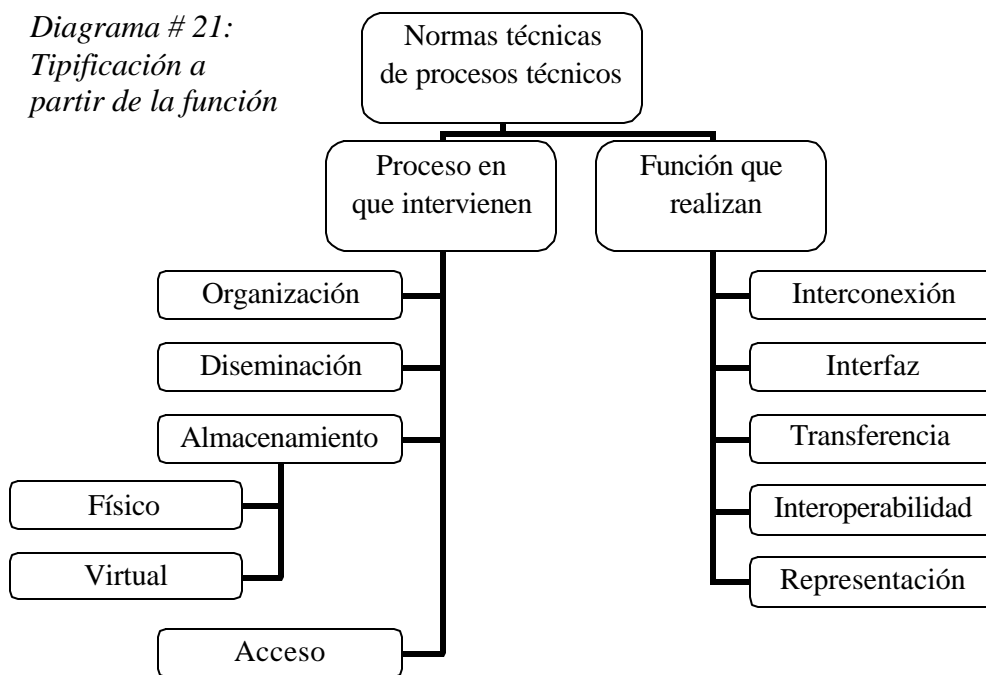 Diagrama # 21:
Tipificación a
partir de la función
Normas técnicas
de procesos técnicos
Proceso en
que intervienen
Función que
realizan
Organización
Diseminación
Almacenamiento
Físico
Virtual
Acceso
Interconexión
Interfaz
Transferencia
Interoperabilidad
Representación